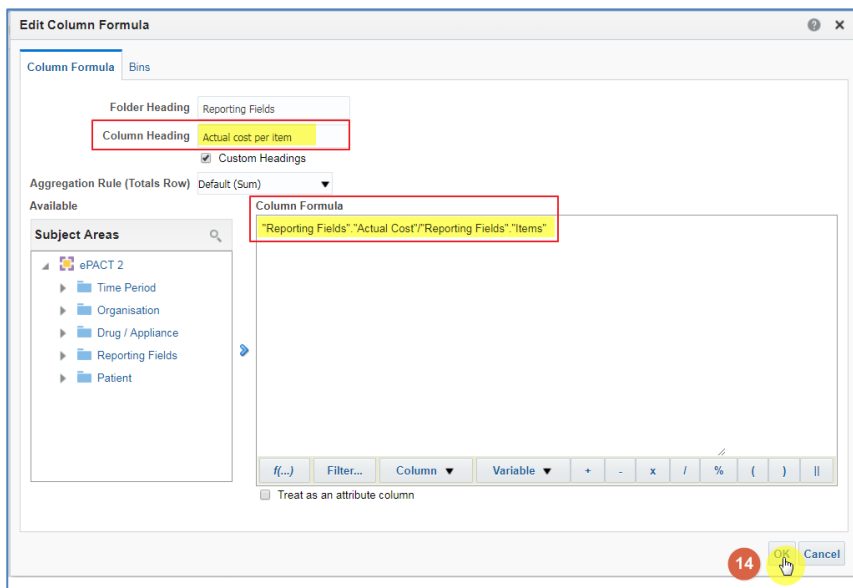 Edit Column Formula
Column Formula Bins
Folder Heading Reporting Fields
Column Heading Actual cost per item
Custom Headings
Aggregation Rule (Totals Row) Default (Sum)
Available
Subject Areas
ePACT 2
Time Period
Organisation
Drug / Appliance
Reporting Fields
Patient
Column Formula
"Reporting Fields"."Actual Cost"/"Reporting Fields"."Items"
f(...) Filter... Column Variable + - x / % ( ) ||
Treat as an attribute column
14 OK Cancel